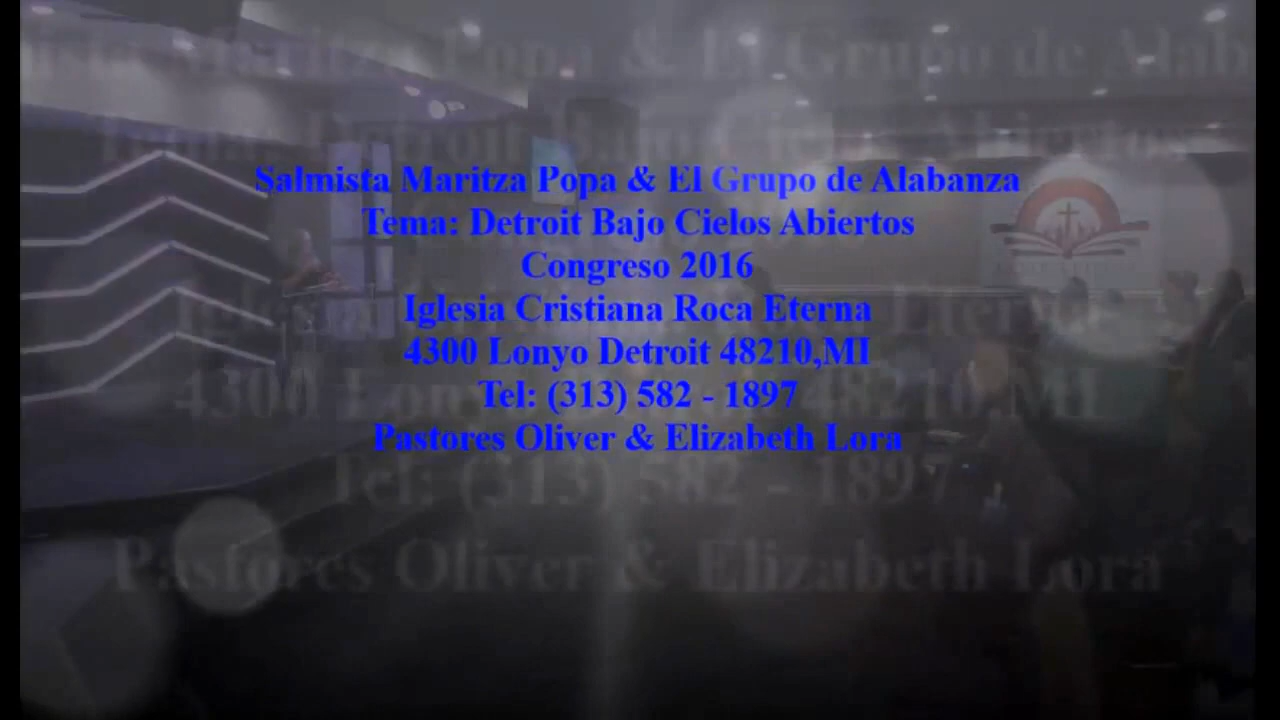 Salmista Maritza Popa & El Grupo de Alabanza
Tema: Detroit Bajo Cielos Abiertos
Congreso 2016
Iglesia Cristiana Roca Eterna
4300 Lonyo Detroit 48210,MI
Tel: (313) 582 - 1897
Pastores Oliver & Elizabeth Lora